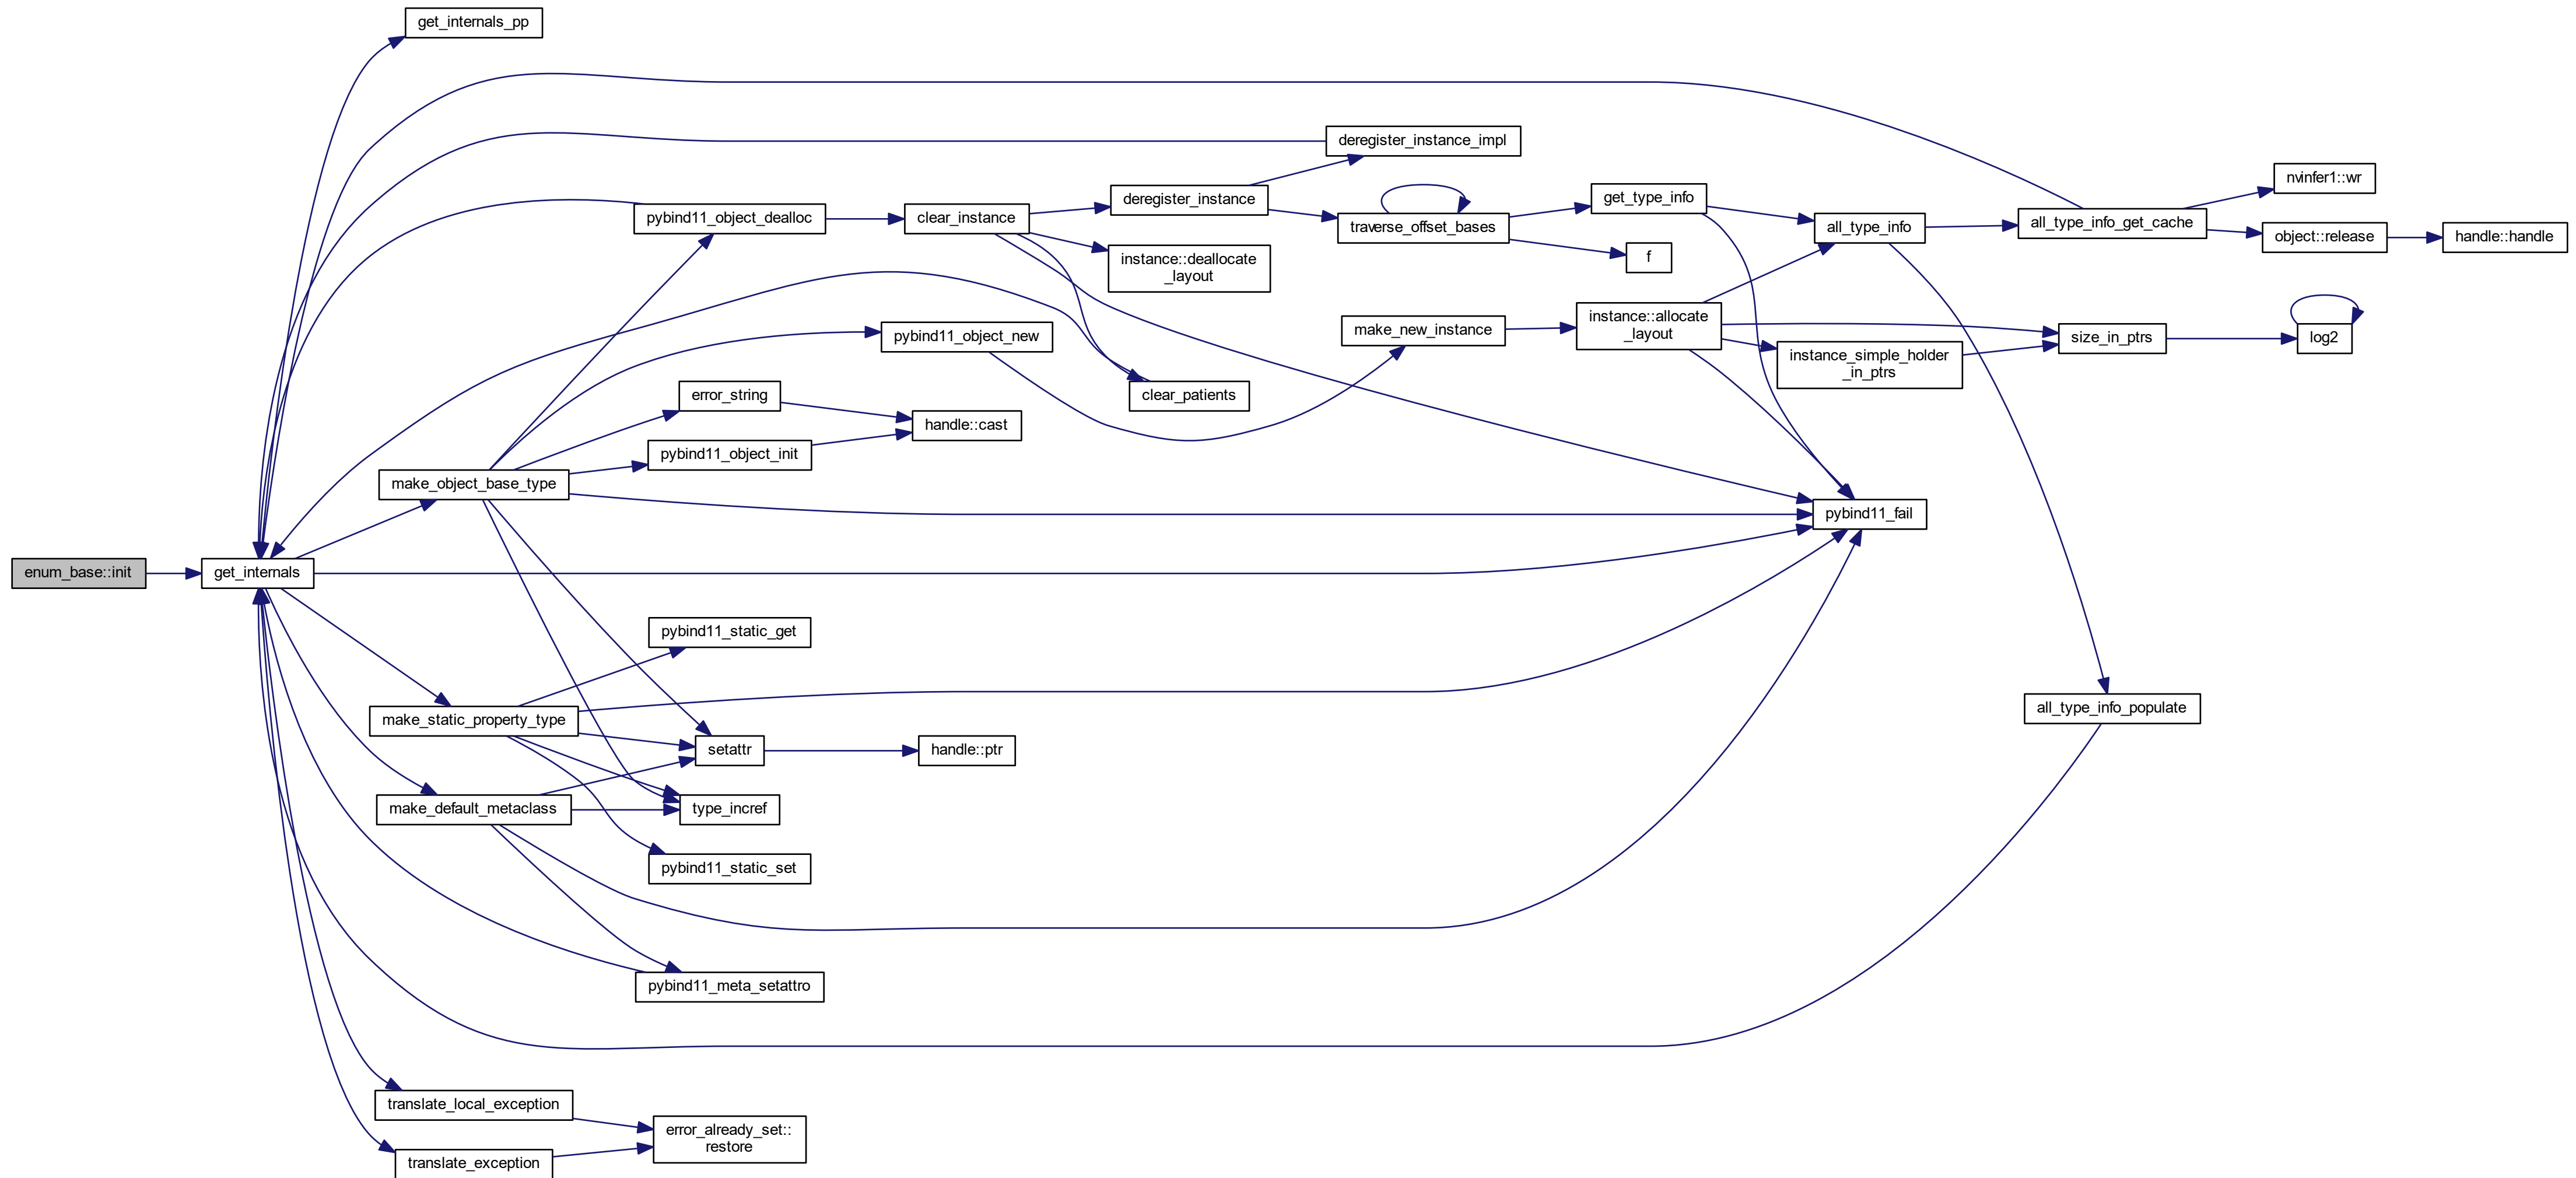 get_internals_pp
deregister_instance_impl
nvinfer1::wr
pybind11_object_dealloc
clear_instance
deregister_instance
get_type_info
traverse_offset_bases
all_type_info
all_type_info_get_cache
object::release
handle::handle
f
instance::deallocate
_layout
pybind11_object_new
make_new_instance
instance::allocate
_layout
size_in_ptrs
log2
instance_simple_holder
_in_ptrs
error_string
clear_patients
handle::cast
pybind11_object_init
make_object_base_type
pybind11_fail
enum_base::init
get_internals
pybind11_static_get
make_static_property_type
all_type_info_populate
setattr
handle::ptr
make_default_metaclass
type_incref
pybind11_static_set
pybind11_meta_setattro
translate_local_exception
error_already_set::
restore
translate_exception